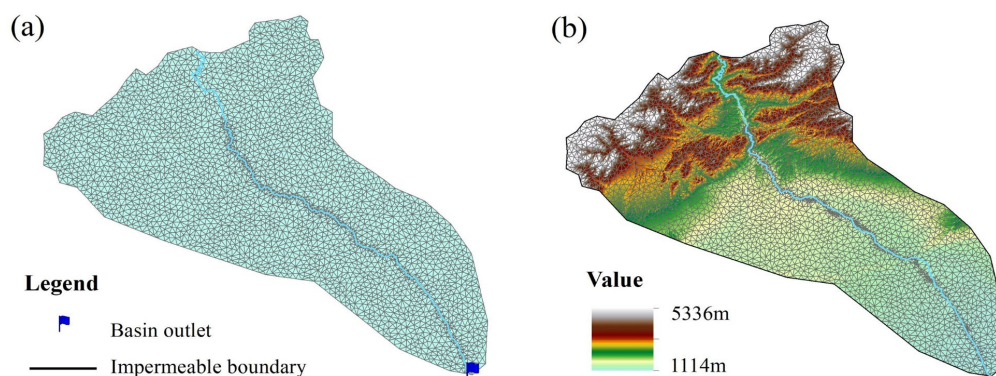 (a)
(b)
Legend
Basin outlet
Impermeable boundary
Value
5336m
1114m